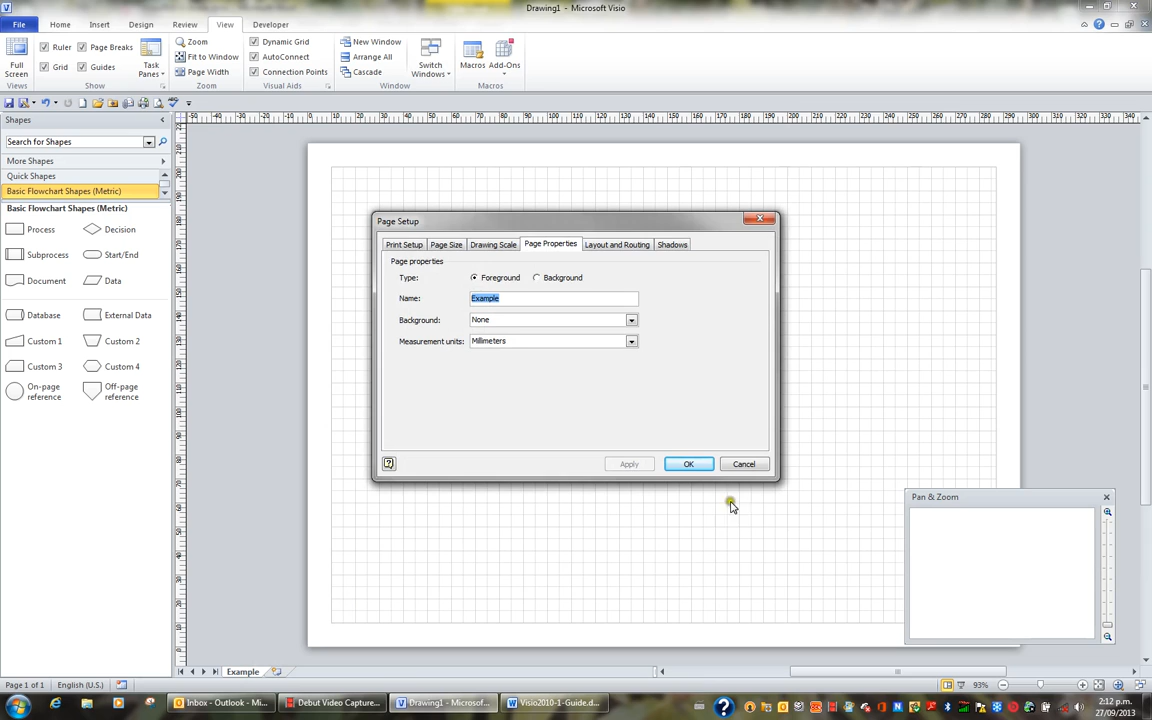 Drawing1 - Microsoft Visio
File Home Insert Design Review View Developer
Ruler Page Breaks Zoom Dynamic Grid New Window
Fit to Window AutoConnect Arrange All
Grid Guides Page Width Connection Points Cascade
Full Screen Task Panes Switch Windows Macros Add-Ons
Views Show Zoom Visual Aids Window Macros
Shapes
Search for Shapes
More Shapes
Quick Shapes
Basic Flowchart Shapes (Metric)
Basic Flowchart Shapes (Metric)
Process Decision
Subprocess Start/End
Document Data
Database External Data
Custom 1 Custom 2
Custom 3 Custom 4
On-page reference Off-page reference
Page Setup
Print Setup Page Size Drawing Scale Page Properties Layout and Routing Shadows
Page properties
Type: Foreground Background
Name: Example
Background: None
Measurement units: Millimeters
Apply OK Cancel
Pan & Zoom
Example
Page 1 of 1 English (U.S.) 93%
Inbox - Outlook - Mi... Debut Video Capture... Drawing1 - Microsof... Visio2010-1-Guide.d...
2:12 p.m.
27/09/2013